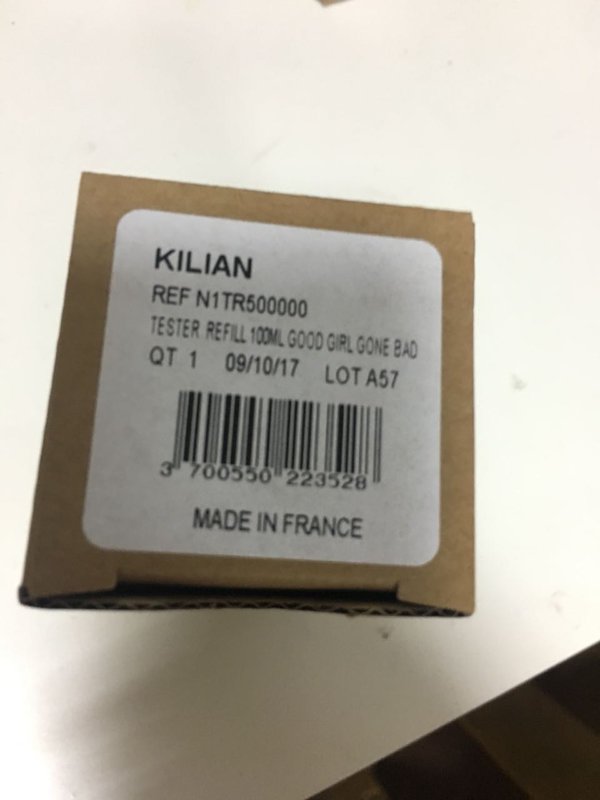 KILIAN
REF N1TR500000
TESTER REFILL 100ML GOOD GIRL GONE BAD
QT 1 09/10/17 LOT A57
3 700550 223528
MADE IN FRANCE